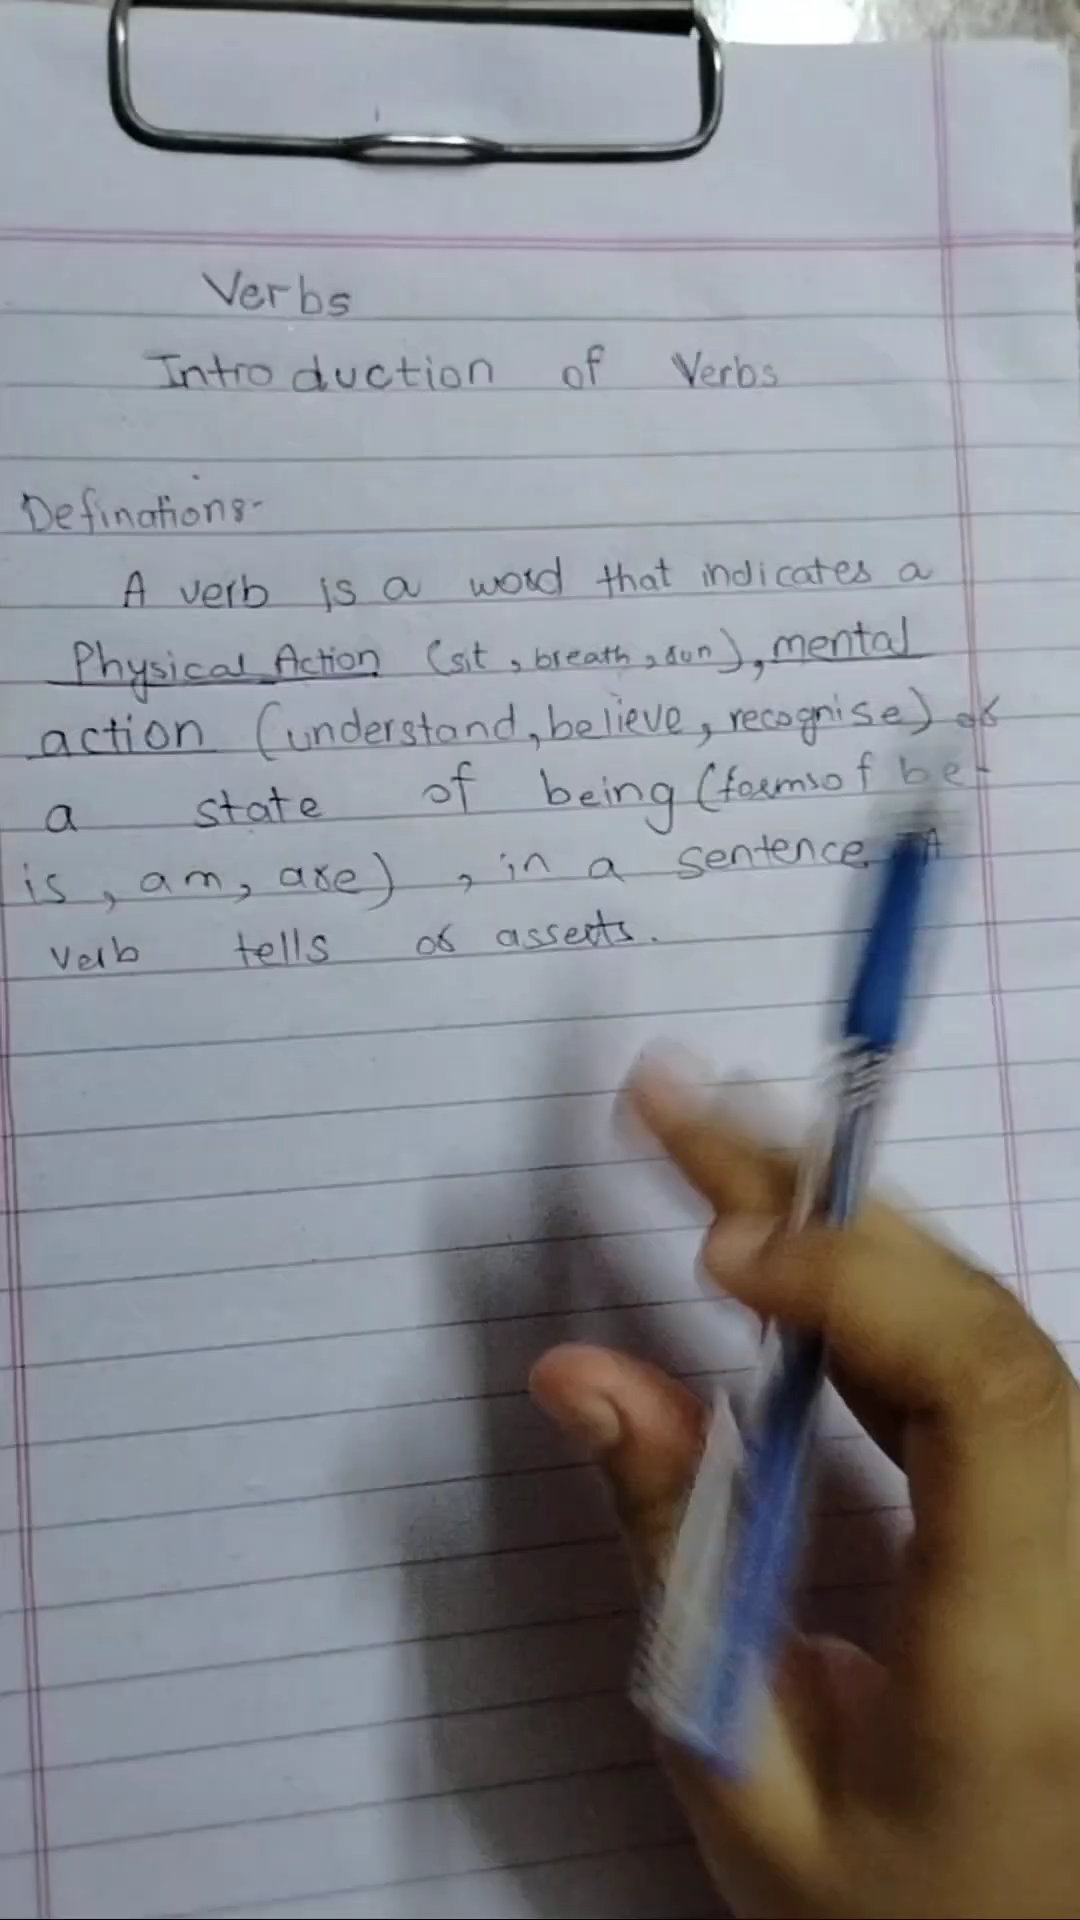 Verbs
Introduction of Verbs
Definations-
A verb is a word that indicates a
Physical Action (sit, breath, run), mental
action (understand, believe, recognise) or
a state of being (forms of be-
is, am, are) , in a sentence. A
verb tells or asserts.